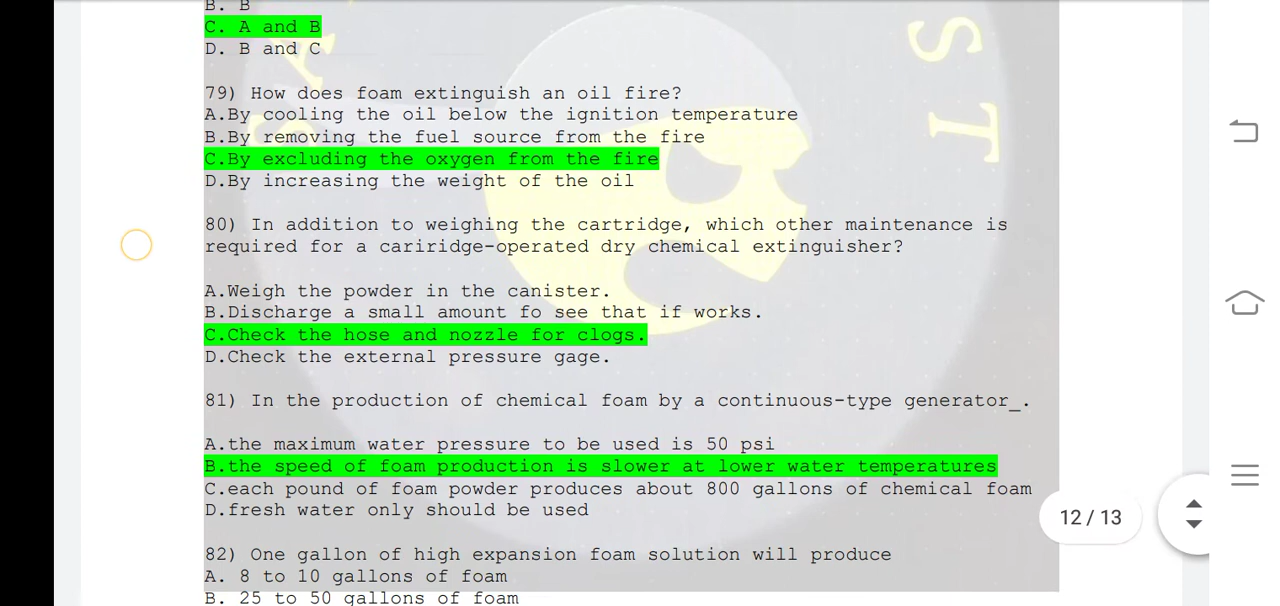 B. B
C. A and B
D. B and C
79) How does foam extinguish an oil fire?
A.By cooling the oil below the ignition temperature
B.By removing the fuel source from the fire
C.By excluding the oxygen from the fire
D.By increasing the weight of the oil
80) In addition to weighing the cartridge, which other maintenance is
required for a cariridge-operated dry chemical extinguisher?
A.Weigh the powder in the canister.
B.Discharge a small amount fo see that if works.
C.Check the hose and nozzle for clogs.
D.Check the external pressure gage.
81) In the production of chemical foam by a continuous-type generator_.
A.the maximum water pressure to be used is 50 psi
B.the speed of foam production is slower at lower water temperatures
C.each pound of foam powder produces about 800 gallons of chemical foam
D.fresh water only should be used
12 / 13
82) One gallon of high expansion foam solution will produce
A. 8 to 10 gallons of foam
B. 25 to 50 gallons of foam
S
A
S
T